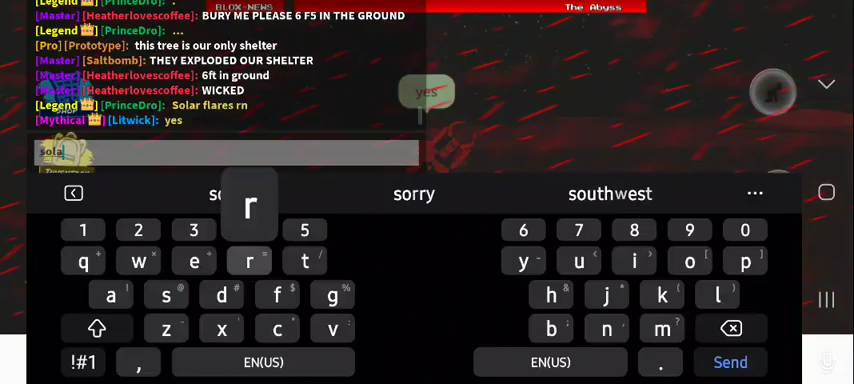 BLOX-NEWS
The Abyss
[Legend👑] [PrinceDro]: .
[Master] [Heatherlovescoffee]: BURY ME PLEASE 6 F5 IN THE GROUND
[Legend👑] [PrinceDro]: ...
[Pro] [Prototype]: this tree is our only shelter
[Master] [Saltbomb]: THEY EXPLODED OUR SHELTER
[Master] [Heatherlovescoffee]: 6ft in ground
[Master] [Heatherlovescoffee]: WICKED
[Legend👑] [PrinceDro]: Solar flares rn
[Mythical👑] [Litwick]: yes
yes
sola
r
sorry
southwest
...
1 2 3 5 6 7 8 9 0
q + w × e ÷ r = t / y - u < i > o [ p ]
a ! s @ d # f $ g % h & j * k ( l )
z - x ' c " v : b ; n , m ?
!#1 , EN(US) EN(US) . Send